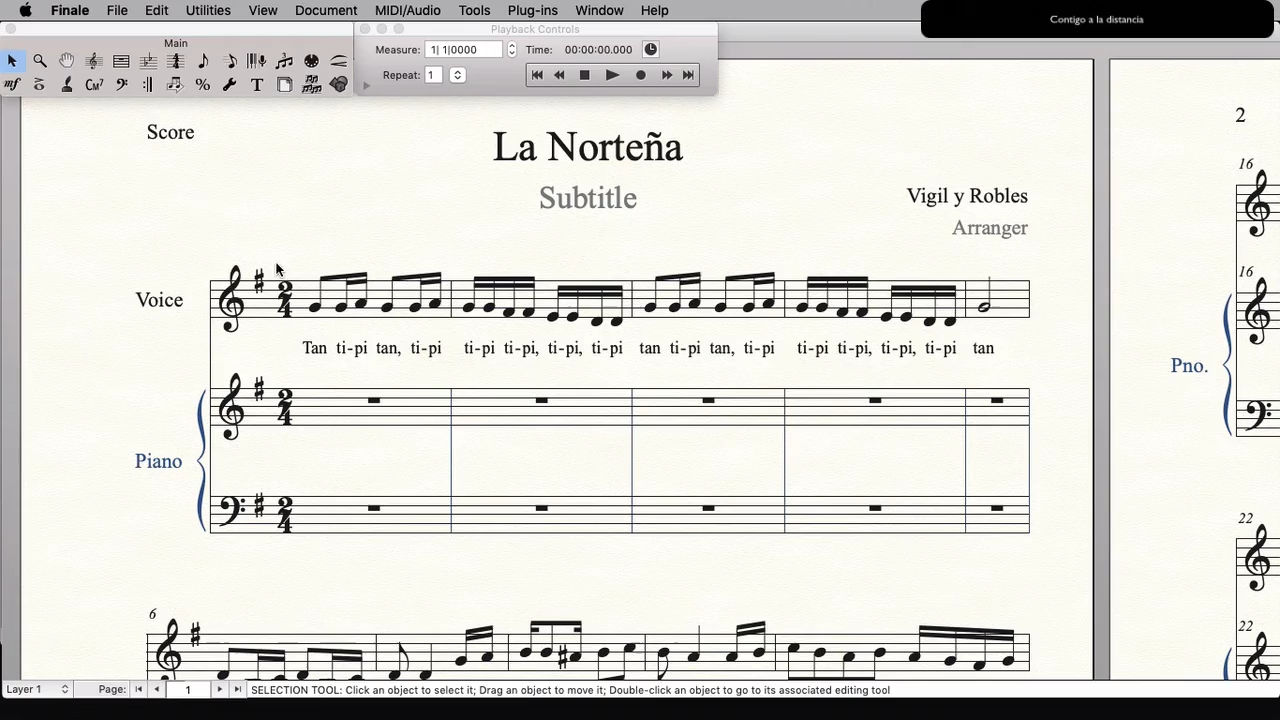 Finale File Edit Utilities View Document MIDI/Audio Tools Plug-ins Window Help
Contigo a la distancia
Main
Playback Controls
Measure: 1| 1|0000 Time: 00:00:00.000
Repeat: 1
mf CM7 T
Score
La Norteña
Subtitle
Vigil y Robles
Arranger
Voice
Tan ti-pi tan, ti-pi ti-pi ti-pi, ti-pi, ti-pi tan ti-pi tan, ti-pi ti-pi ti-pi, ti-pi, ti-pi tan
Piano
6
2
16
16
Pno.
22
22
Layer 1 Page: 1 SELECTION TOOL: Click an object to select it; Drag an object to move it; Double-click an object to go to its associated editing tool